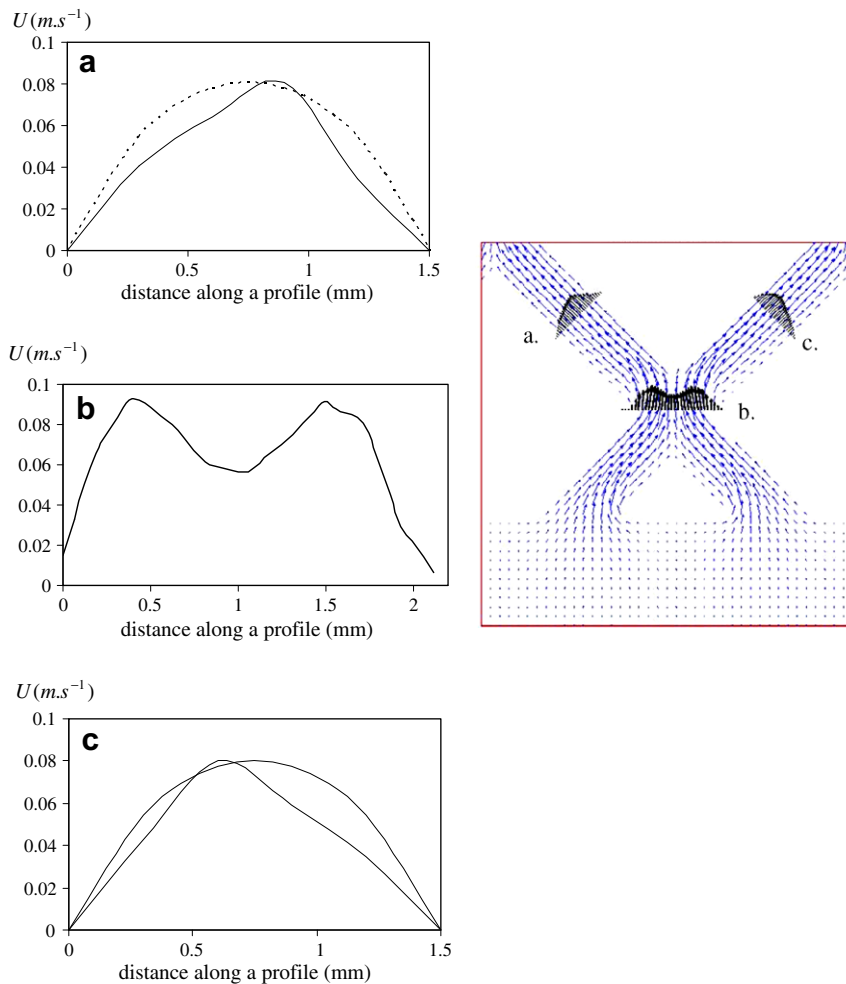 U(m.s⁻¹)
0.1
a
0.08
0.06
0.04
0.02
0
0 0.5 1 1.5
distance along a profile (mm)
U(m.s⁻¹)
0.1
b
0.08
0.06
0.04
0.02
0
0 0.5 1 1.5 2
distance along a profile (mm)
a.
c.
b.
U(m.s⁻¹)
0.1
c
0.08
0.06
0.04
0.02
0
0 0.5 1 1.5
distance along a profile (mm)